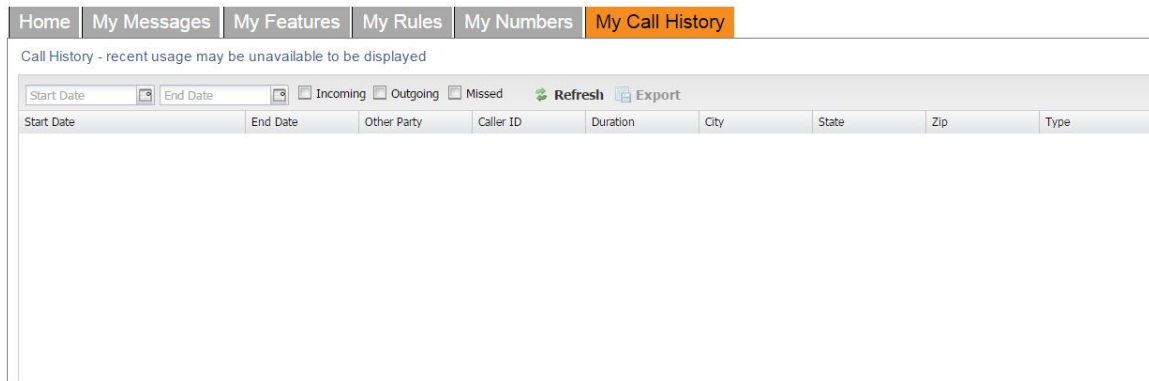 Home My Messages My Features My Rules My Numbers My Call History
Call History - recent usage may be unavailable to be displayed
Start Date End Date Incoming Outgoing Missed Refresh Export
Start Date End Date Other Party Caller ID Duration City State Zip Type